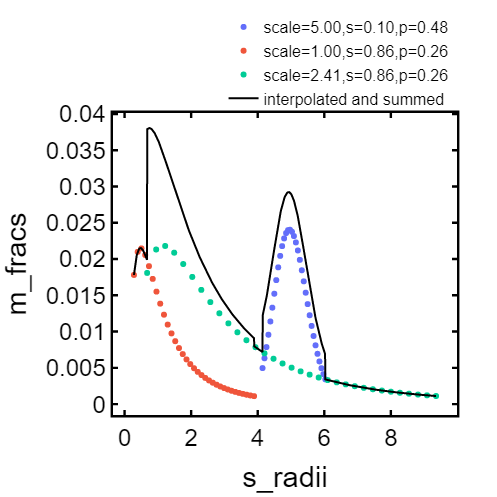 scale=5.00,s=0.10,p=0.48
scale=1.00,s=0.86,p=0.26
scale=2.41,s=0.86,p=0.26
interpolated and summed
0.04
0.035
0.03
0.025
0.02
0.015
0.01
0.005
0
m_fracs
0 2 4 6 8
s_radii